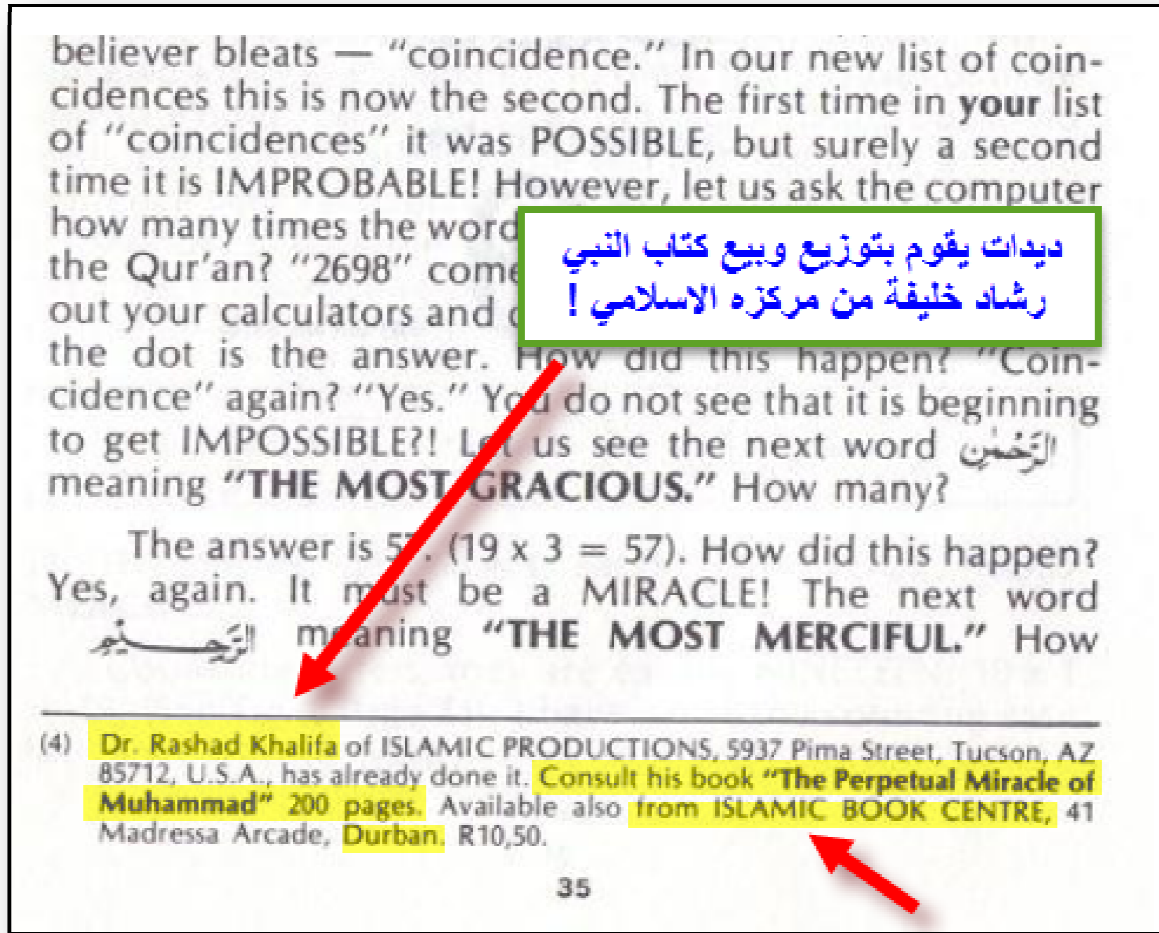 believer bleats — “coincidence.” In our new list of coin-
cidences this is now the second. The first time in your list
of “coincidences” it was POSSIBLE, but surely a second
time it is IMPROBABLE! However, let us ask the computer
how many times the word
the Qur'an? “2698” come
out your calculators and
the dot is the answer. How did this happen? “Coin-
cidence” again? “Yes.” You do not see that it is beginning
to get IMPOSSIBLE?! Let us see the next word الرَّحْمٰنِ
meaning “THE MOST GRACIOUS.” How many?
The answer is 57. (19 x 3 = 57). How did this happen?
Yes, again. It must be a MIRACLE! The next word
الرَّحِيْمِ meaning “THE MOST MERCIFUL.” How
ديدات يقوم بتوزيع وبيع كتاب النبي
رشاد خليفة من مركزه الاسلامي !
(4) Dr. Rashad Khalifa of ISLAMIC PRODUCTIONS, 5937 Pima Street, Tucson, AZ
85712, U.S.A., has already done it. Consult his book “The Perpetual Miracle of
Muhammad” 200 pages. Available also from ISLAMIC BOOK CENTRE, 41
Madressa Arcade, Durban. R10,50.
35